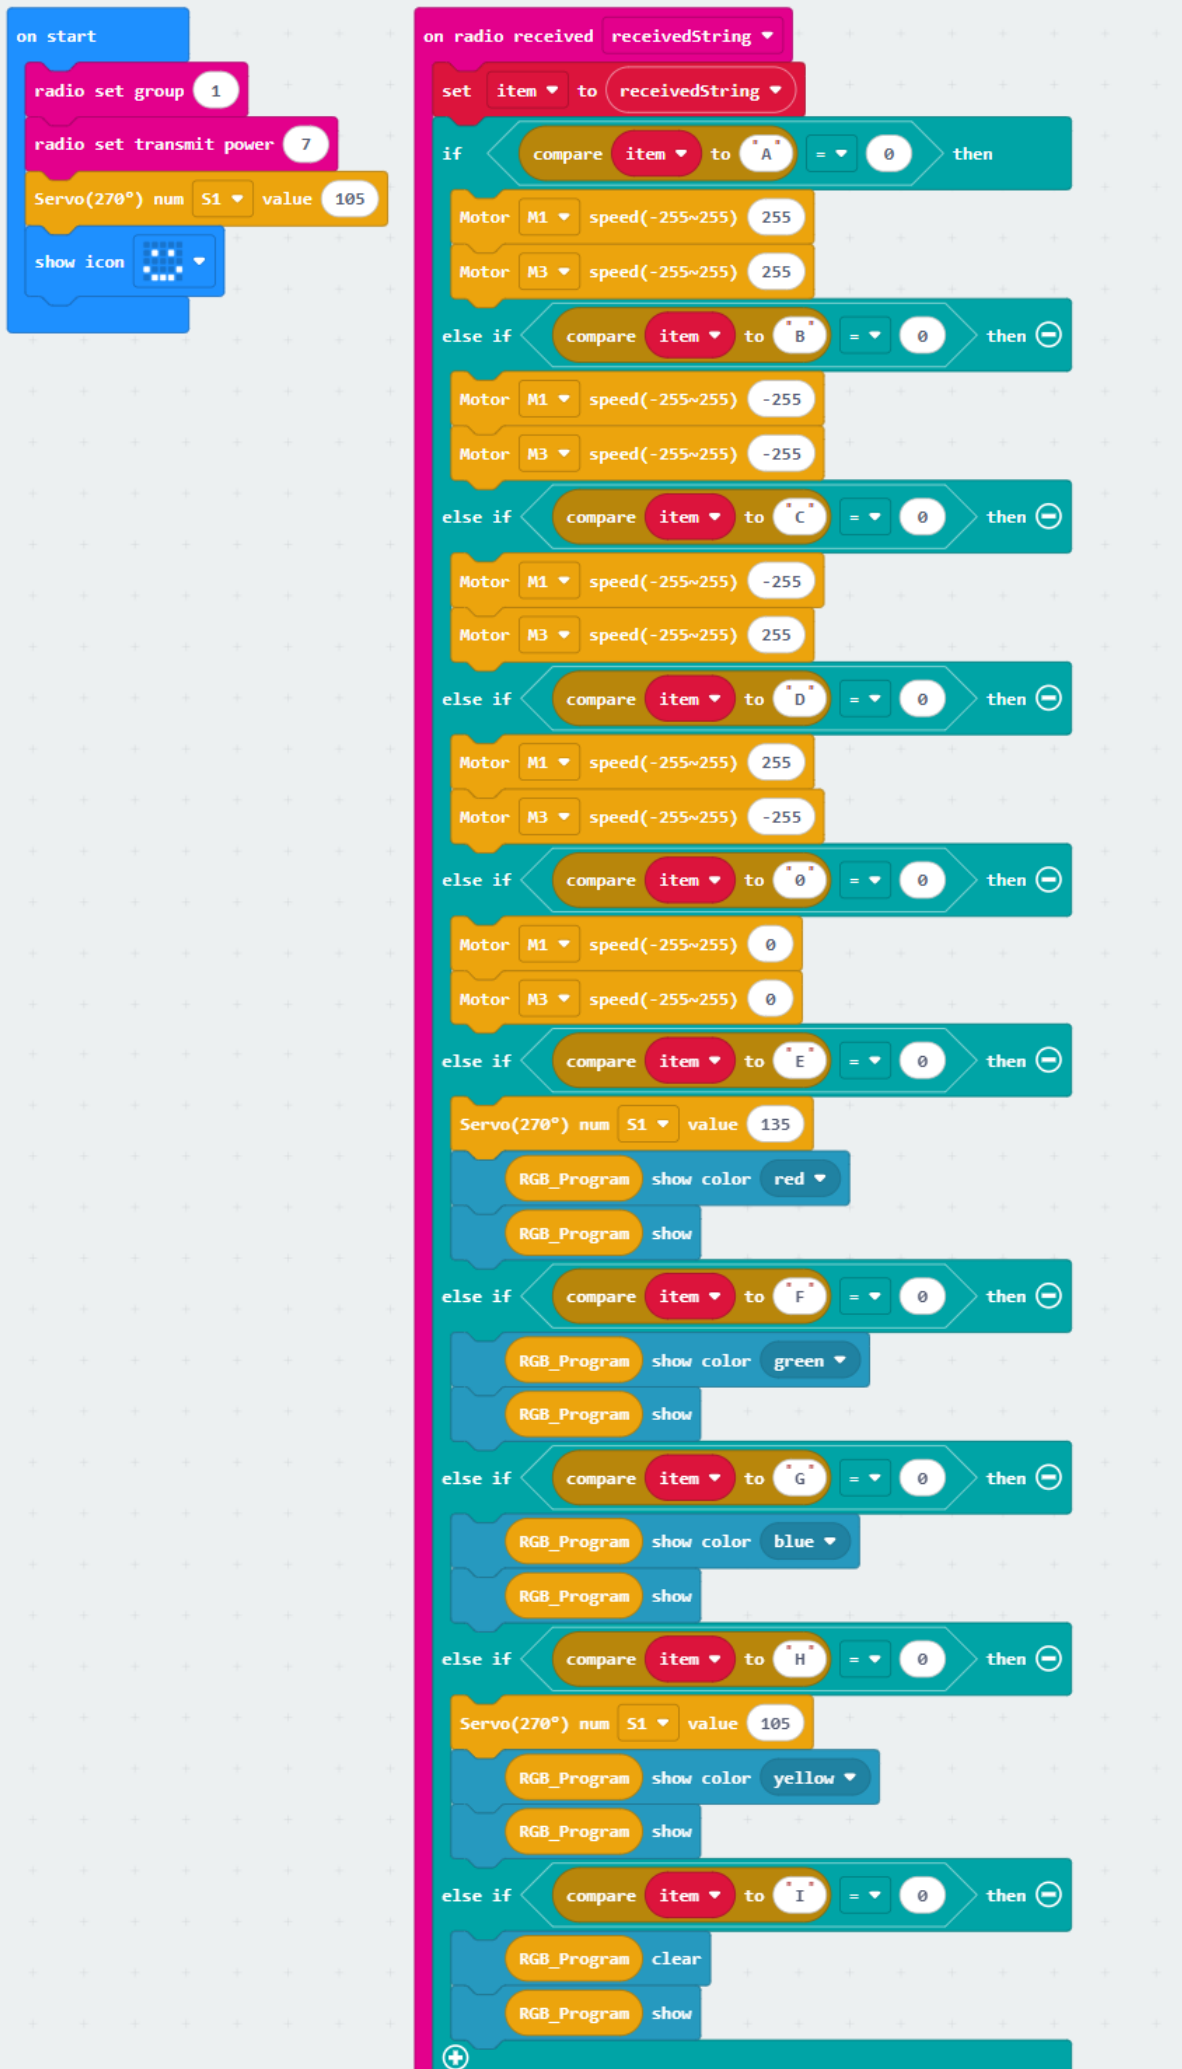 on start
radio set group 1
radio set transmit power 7
Servo(270°) num S1 value 105
show icon
on radio received receivedString
set item to receivedString
if compare item to "A" = 0 then
Motor M1 speed(-255~255) 255
Motor M3 speed(-255~255) 255
else if compare item to "B" = 0 then
Motor M1 speed(-255~255) -255
Motor M3 speed(-255~255) -255
else if compare item to "C" = 0 then
Motor M1 speed(-255~255) -255
Motor M3 speed(-255~255) 255
else if compare item to "D" = 0 then
Motor M1 speed(-255~255) 255
Motor M3 speed(-255~255) -255
else if compare item to "0" = 0 then
Motor M1 speed(-255~255) 0
Motor M3 speed(-255~255) 0
else if compare item to "E" = 0 then
Servo(270°) num S1 value 135
RGB_Program show color red
RGB_Program show
else if compare item to "F" = 0 then
RGB_Program show color green
RGB_Program show
else if compare item to "G" = 0 then
RGB_Program show color blue
RGB_Program show
else if compare item to "H" = 0 then
Servo(270°) num S1 value 105
RGB_Program show color yellow
RGB_Program show
else if compare item to "I" = 0 then
RGB_Program clear
RGB_Program show